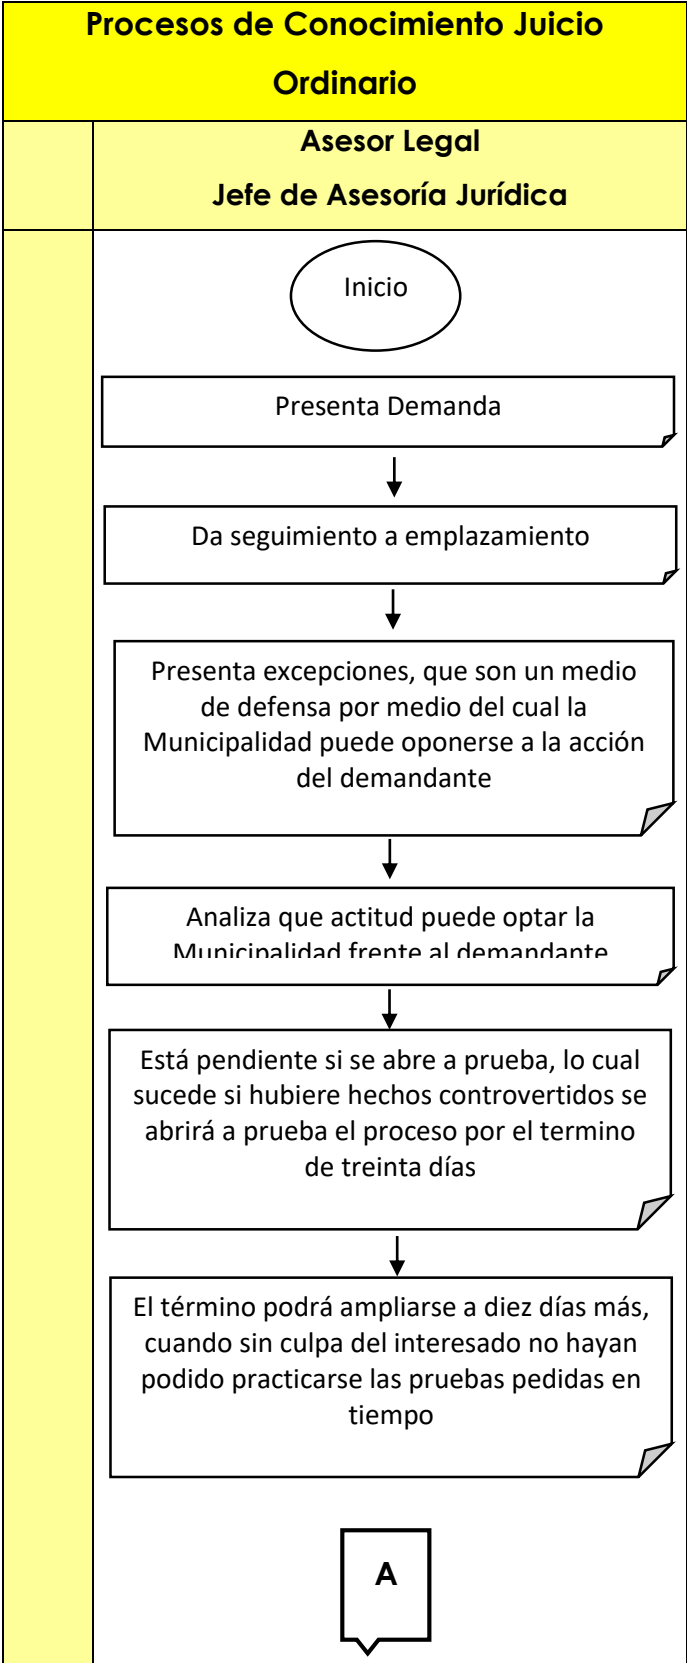 Procesos de Conocimiento Juicio
Ordinario
Asesor Legal
Jefe de Asesoría Jurídica
Inicio
Presenta Demanda
Da seguimiento a emplazamiento
Presenta excepciones, que son un medio
de defensa por medio del cual la
Municipalidad puede oponerse a la acción
del demandante
Analiza que actitud puede optar la
Municipalidad frente al demandante
Está pendiente si se abre a prueba, lo cual
sucede si hubiere hechos controvertidos se
abrirá a prueba el proceso por el termino
de treinta días
El término podrá ampliarse a diez días más,
cuando sin culpa del interesado no hayan
podido practicarse las pruebas pedidas en
tiempo
A